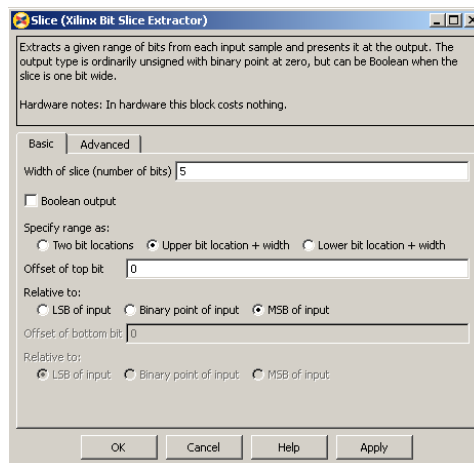 Slice (Xilinx Bit Slice Extractor)
Extracts a given range of bits from each input sample and presents it at the output. The
output type is ordinarily unsigned with binary point at zero, but can be Boolean when the
slice is one bit wide.
Hardware notes: In hardware this block costs nothing.
Basic Advanced
Width of slice (number of bits) 5
Boolean output
Specify range as:
Two bit locations Upper bit location + width Lower bit location + width
Offset of top bit 0
Relative to:
LSB of input Binary point of input MSB of input
Offset of bottom bit 0
Relative to:
LSB of input Binary point of input MSB of input
OK Cancel Help Apply